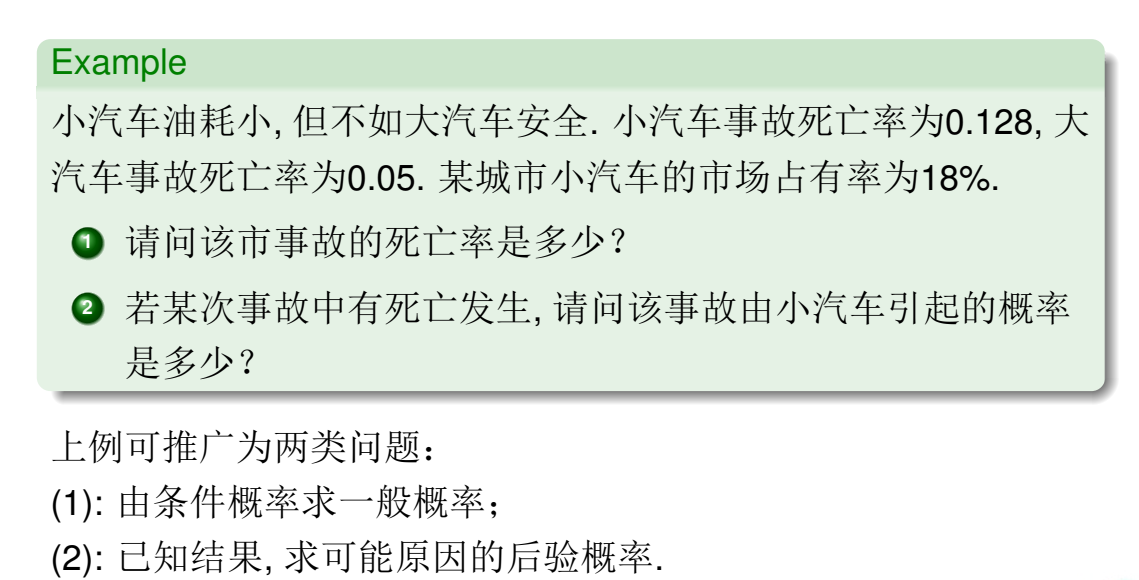 Example
小汽车油耗小, 但不如大汽车安全. 小汽车事故死亡率为0.128, 大
汽车事故死亡率为0.05. 某城市小汽车的市场占有率为18%.
1 请问该市事故的死亡率是多少？
2 若某次事故中有死亡发生, 请问该事故由小汽车引起的概率
是多少？
上例可推广为两类问题：
(1): 由条件概率求一般概率；
(2): 已知结果, 求可能原因的后验概率.